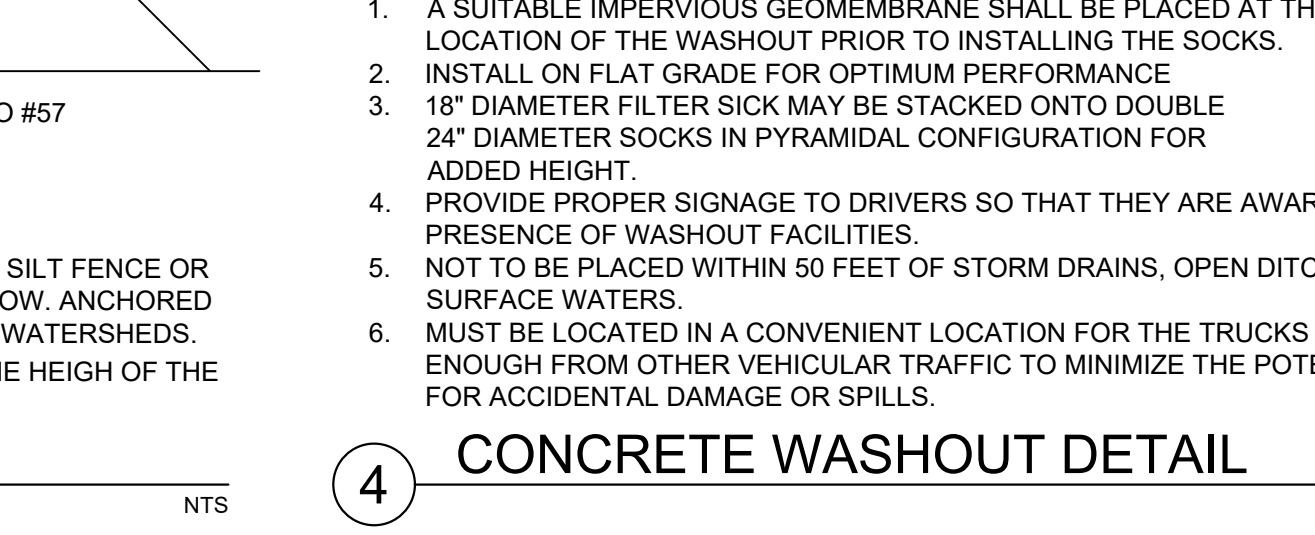 O #57
SILT FENCE OR
OW. ANCHORED
WATERSHEDS.
HEIGH OF THE
NTS
1. A SUITABLE IMPERVIOUS GEOMEMBRANE SHALL BE PLACED AT TH
LOCATION OF THE WASHOUT PRIOR TO INSTALLING THE SOCKS.
2. INSTALL ON FLAT GRADE FOR OPTIMUM PERFORMANCE
3. 18" DIAMETER FILTER SICK MAY BE STACKED ONTO DOUBLE
24" DIAMETER SOCKS IN PYRAMIDAL CONFIGURATION FOR
ADDED HEIGHT.
4. PROVIDE PROPER SIGNAGE TO DRIVERS SO THAT THEY ARE AWAR
PRESENCE OF WASHOUT FACILITIES.
5. NOT TO BE PLACED WITHIN 50 FEET OF STORM DRAINS, OPEN DITC
SURFACE WATERS.
6. MUST BE LOCATED IN A CONVENIENT LOCATION FOR THE TRUCKS
ENOUGH FROM OTHER VEHICULAR TRAFFIC TO MINIMIZE THE POTE
FOR ACCIDENTAL DAMAGE OR SPILLS.
4 CONCRETE WASHOUT DETAIL